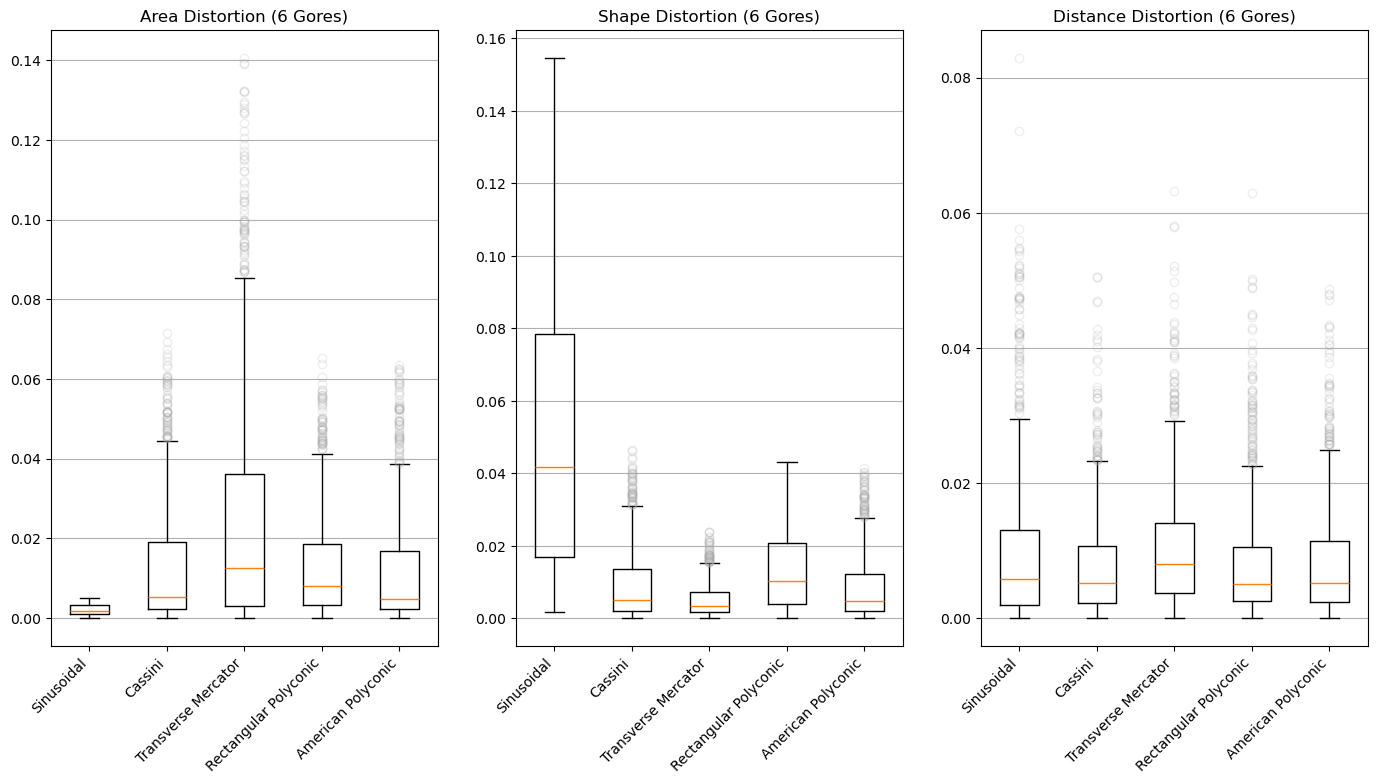 Area Distortion (6 Gores)
0.14
0.12
0.10
0.08
0.06
0.04
0.02
0.00
Sinusoidal
Cassini
Transverse Mercator
Rectangular Polyconic
American Polyconic
Shape Distortion (6 Gores)
0.16
0.14
0.12
0.10
0.08
0.06
0.04
0.02
0.00
Sinusoidal
Cassini
Transverse Mercator
Rectangular Polyconic
American Polyconic
Distance Distortion (6 Gores)
0.08
0.06
0.04
0.02
0.00
Sinusoidal
Cassini
Transverse Mercator
Rectangular Polyconic
American Polyconic